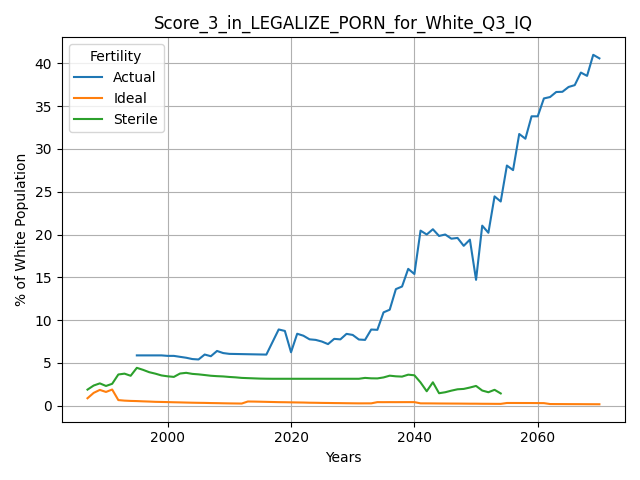 Score_3_in_LEGALIZE_PORN_for_White_Q3_IQ
Fertility
Actual
Ideal
Sterile
% of White Population
40
35
30
25
20
15
10
5
0
2000 2020 2040 2060
Years